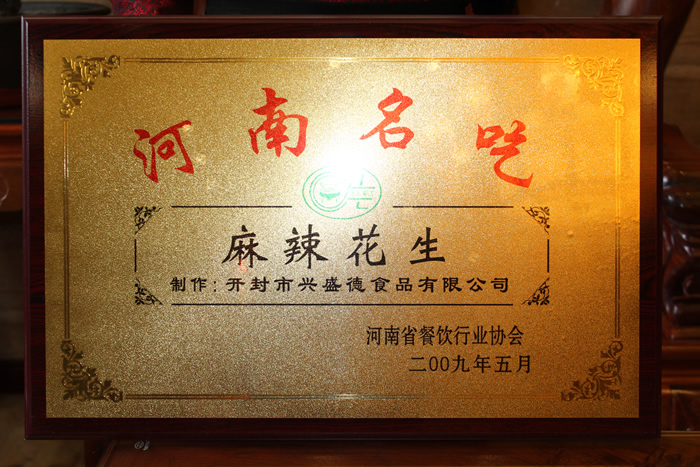 河南名吃
麻辣花生
制作:开封市兴盛德食品有限公司
河南省餐饮行业协会
二00九年五月